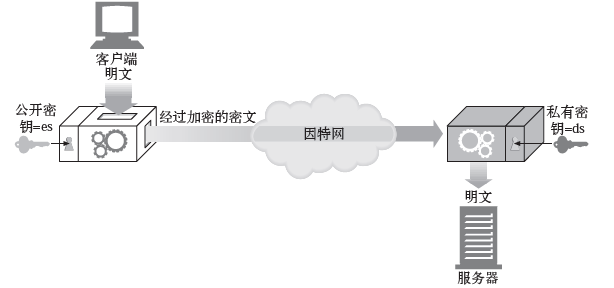 客户端
明文
公开密
钥=es
经过加密的密文
因特网
私有密
钥=ds
明文
服务器